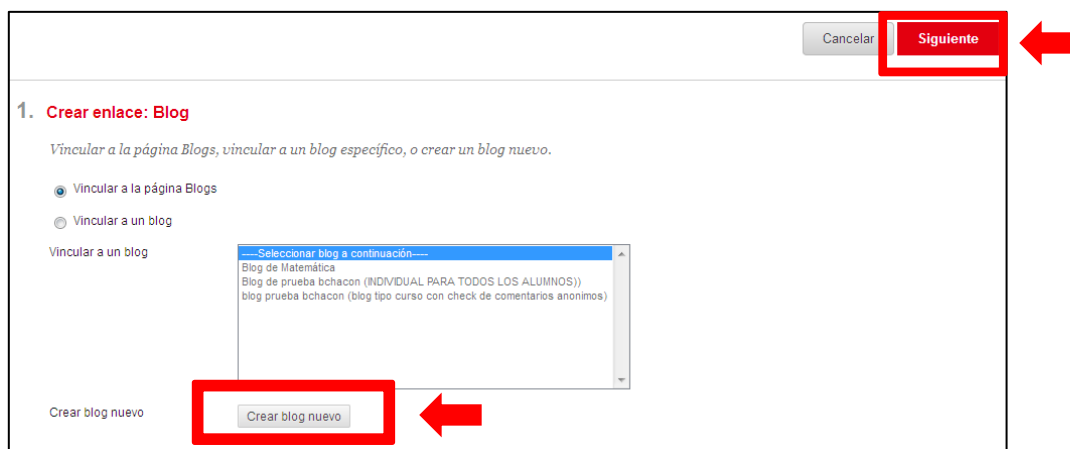 Cancelar Siguiente
1. Crear enlace: Blog
Vincular a la página Blogs, vincular a un blog específico, o crear un blog nuevo.
Vincular a la página Blogs
Vincular a un blog
Vincular a un blog
----Seleccionar blog a continuación----
Blog de Matemática
Blog de prueba bchacon (INDIVIDUAL PARA TODOS LOS ALUMNOS))
blog prueba bchacon (blog tipo curso con check de comentarios anonimos)
Crear blog nuevo Crear blog nuevo